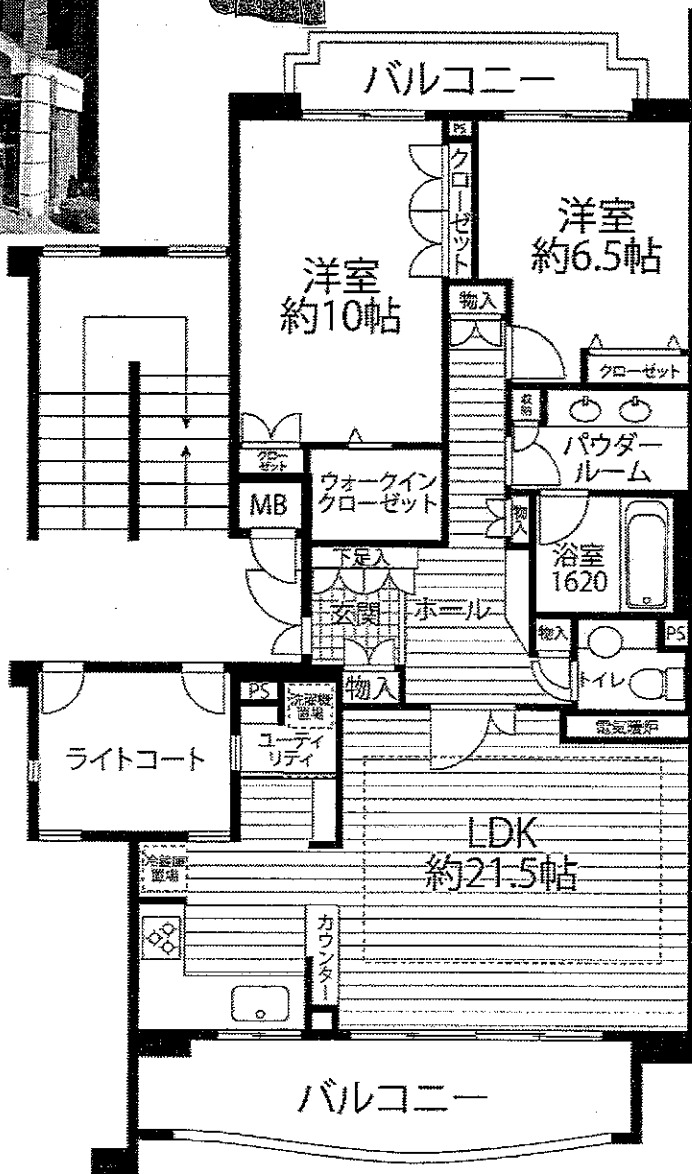 バルコニー
PS
クローゼット
洋室
約6.5帖
洋室
約10帖
物入
クローゼット
収納
パウダー
ルーム
クロー
ゼット
ウォークイン
クローゼット
MB
物入
浴室
1620
下足入
玄関
ホール
物入
PS
トイレ
物入
PS
洗濯機
置場
ユーティ
リティ
電気暖炉
ライトコート
LDK
約21.5帖
冷蔵庫
置場
カウンター
バルコニー